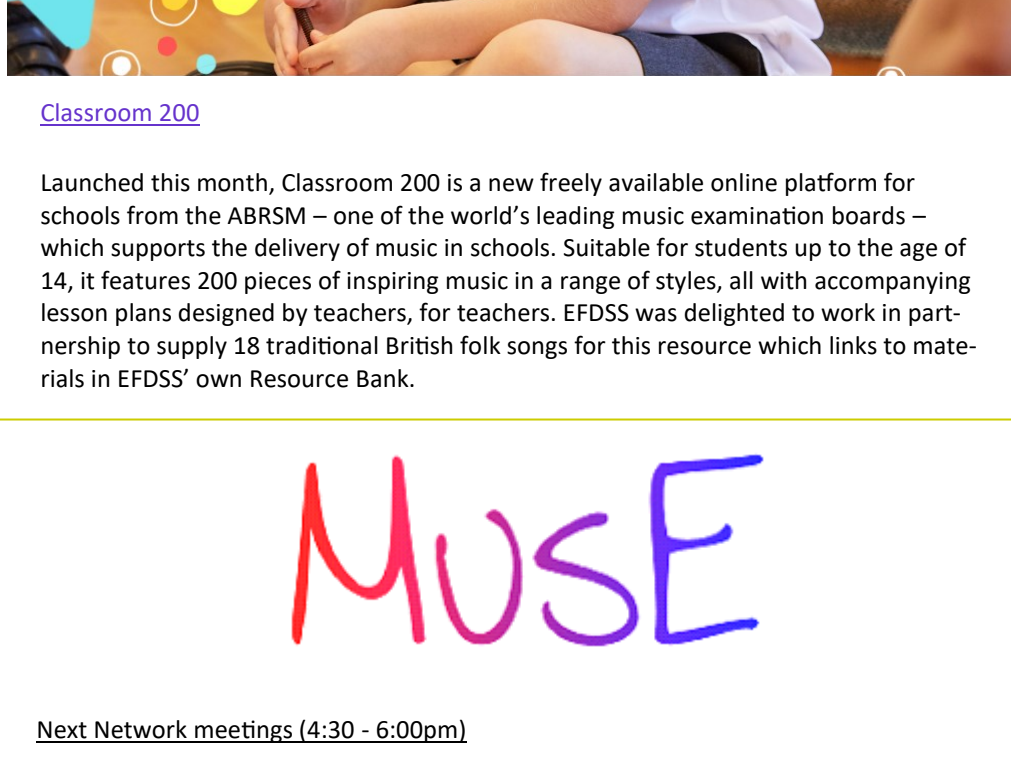 Classroom 200
Launched this month, Classroom 200 is a new freely available online platform for
schools from the ABRSM – one of the world’s leading music examination boards –
which supports the delivery of music in schools. Suitable for students up to the age of
14, it features 200 pieces of inspiring music in a range of styles, all with accompanying
lesson plans designed by teachers, for teachers. EFDSS was delighted to work in part-
nership to supply 18 traditional British folk songs for this resource which links to mate-
rials in EFDSS’ own Resource Bank.
MUSE
Next Network meetings (4:30 - 6:00pm)